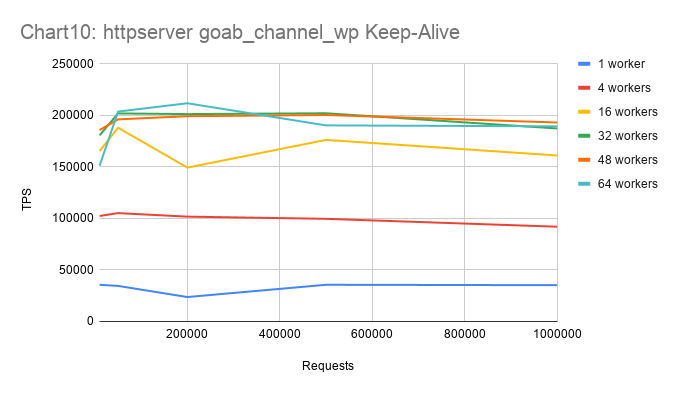 Chart10: httpserver goab_channel_wp Keep-Alive
250000
200000
150000
100000
50000
0
TPS
200000
400000
600000
800000
1000000
Requests
1 worker
4 workers
16 workers
32 workers
48 workers
64 workers